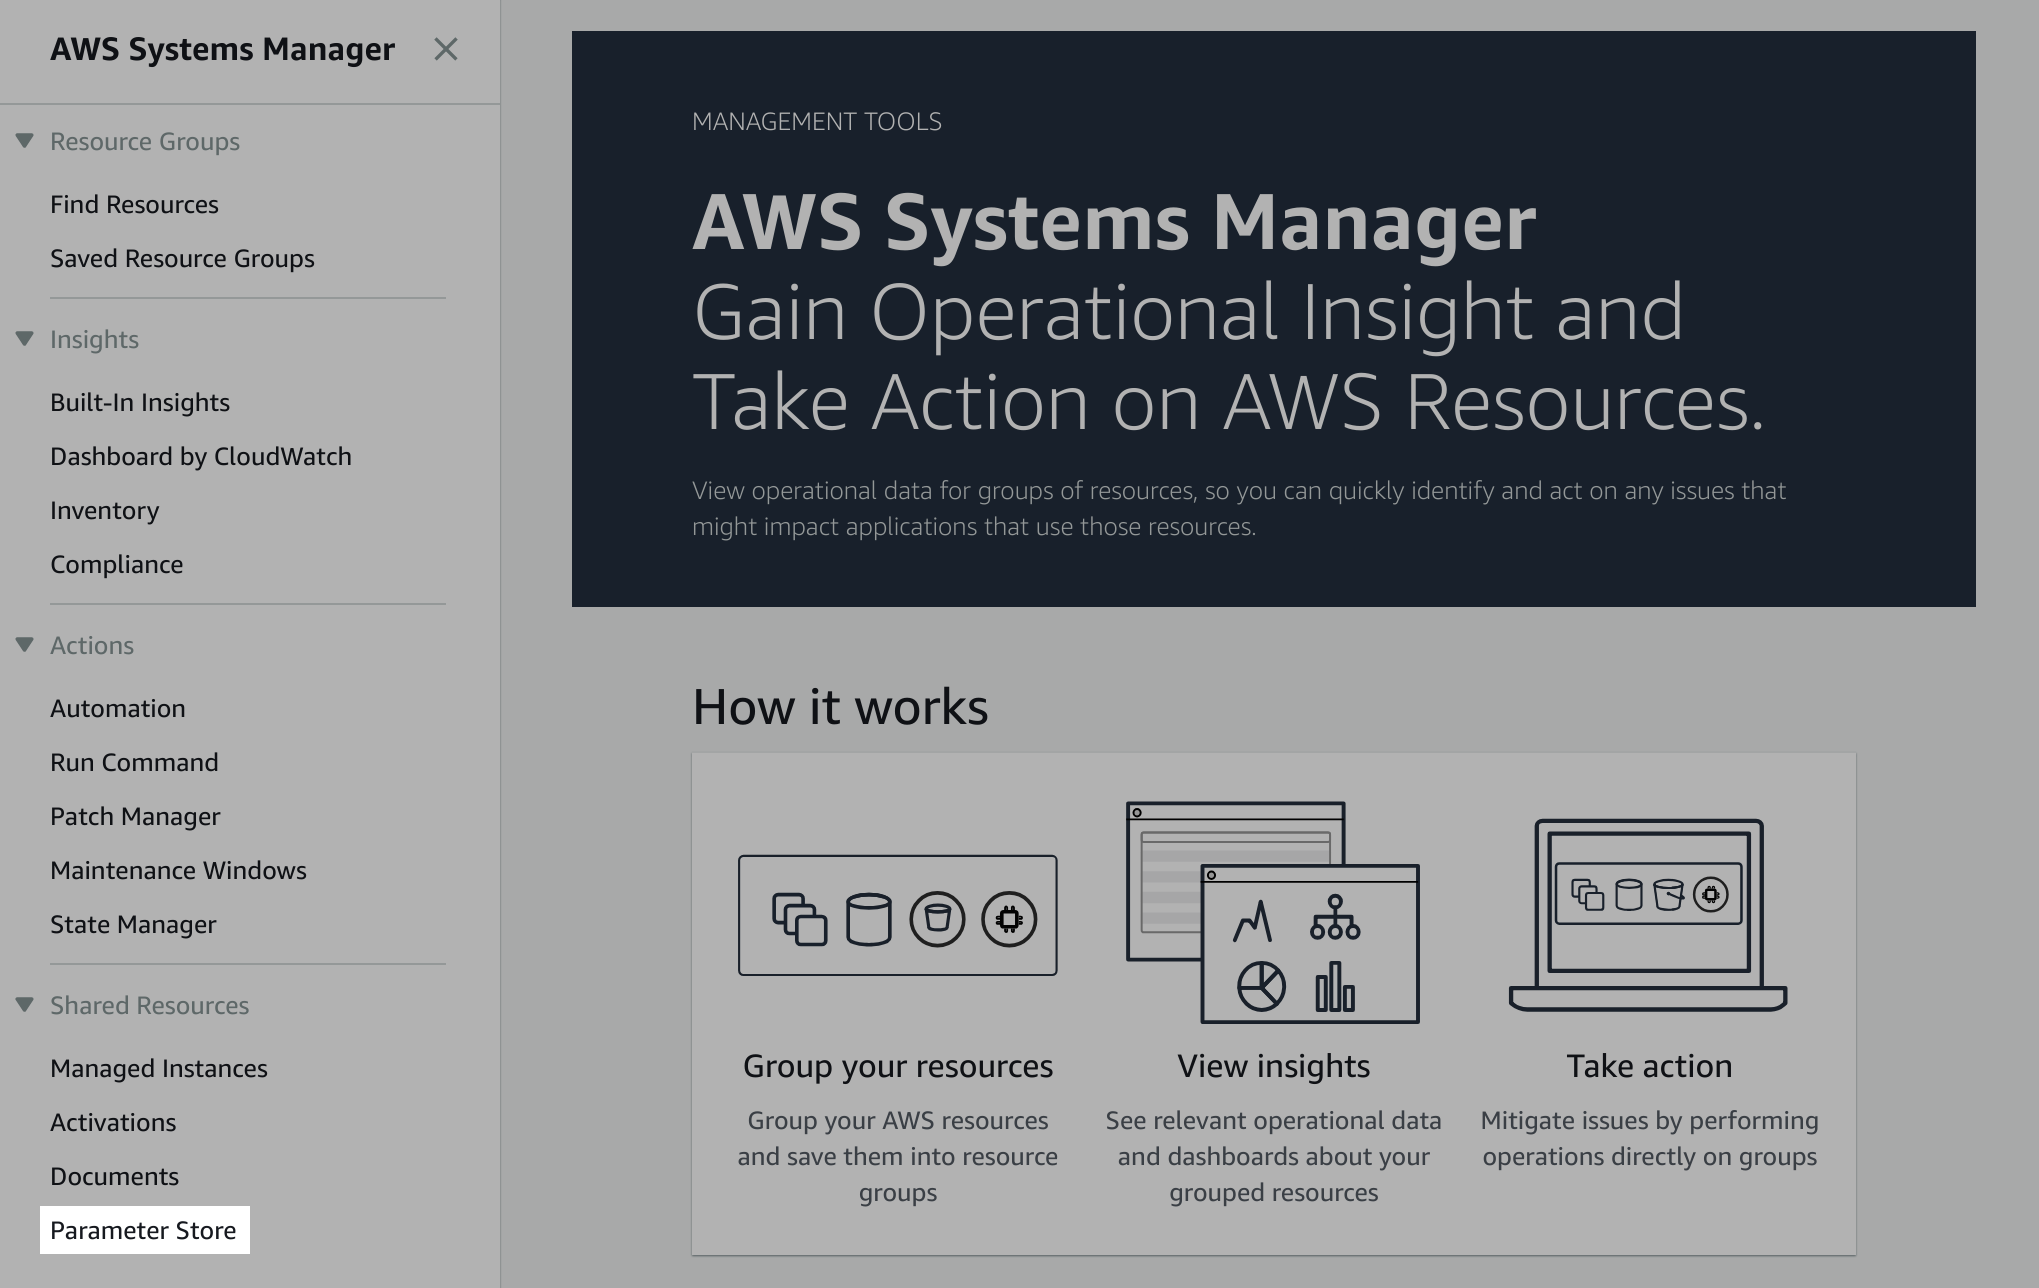 AWS Systems Manager
Resource Groups
Find Resources
Saved Resource Groups
Insights
Built-In Insights
Dashboard by CloudWatch
Inventory
Compliance
Actions
Automation
Run Command
Patch Manager
Maintenance Windows
State Manager
Shared Resources
Managed Instances
Activations
Documents
Parameter Store
MANAGEMENT TOOLS
AWS Systems Manager
Gain Operational Insight and
Take Action on AWS Resources.
View operational data for groups of resources, so you can quickly identify and act on any issues that
might impact applications that use those resources.
How it works
Group your resources
Group your AWS resources
and save them into resource
groups
View insights
See relevant operational data
and dashboards about your
grouped resources
Take action
Mitigate issues by performing
operations directly on groups